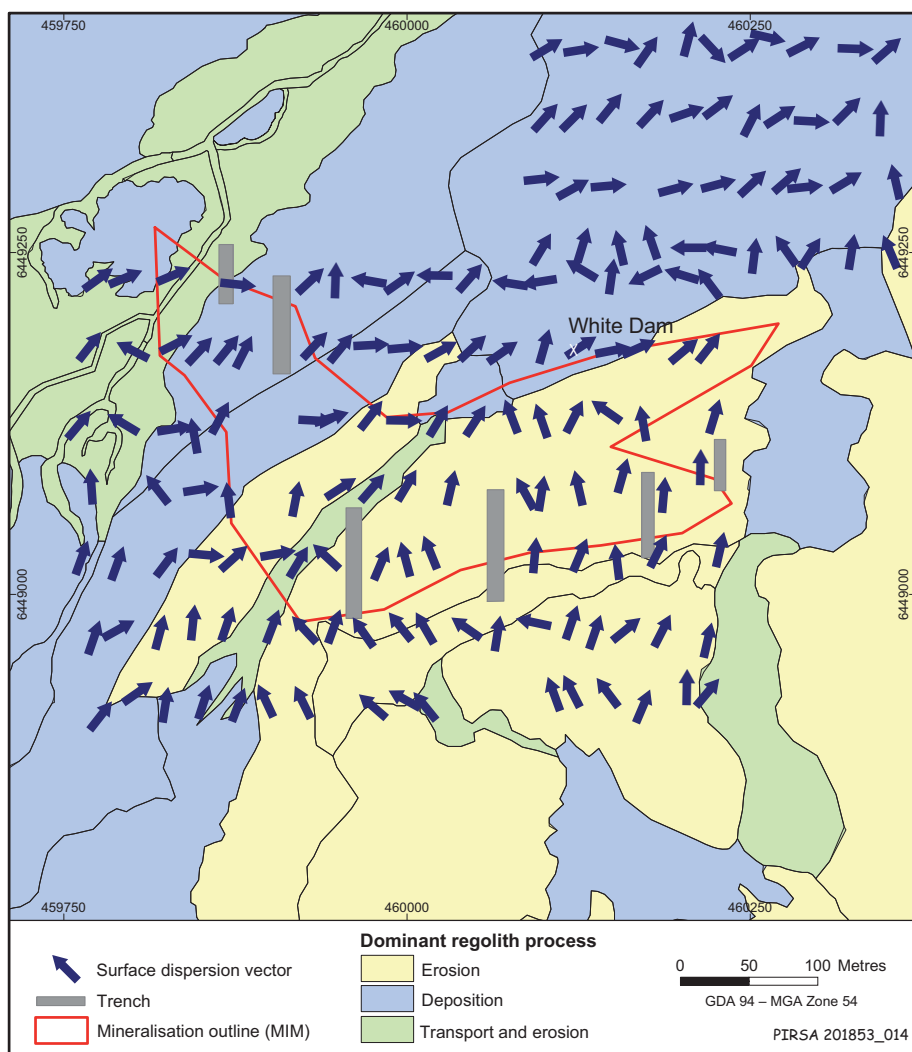 459750 460000 460250
6449250 6449250
White Dam
6449000 6449000
459750 460000 460250
Surface dispersion vector
Trench
Mineralisation outline (MIM)
Dominant regolith process
Erosion
Deposition
Transport and erosion
0 50 100 Metres
GDA 94 – MGA Zone 54
PIRSA 201853_014